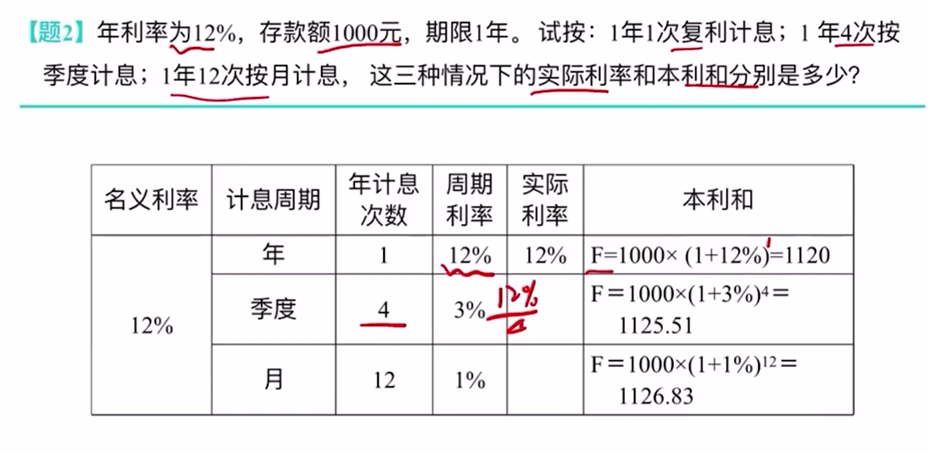 【题2】年利率为12%，存款额1000元，期限1年。试按：1年1次复利计息；1 年4次按
季度计息；1年12次按月计息， 这三种情况下的实际利率和本利和分别是多少?
名义利率 计息周期 年计息次数 周期利率 实际利率 本利和
12%
年 1 12% 12% F=1000× (1+12%)=1120
1
季度 4 3% F＝1000×(1+3%)⁴＝
1125.51
12%
4
月 12 1% F＝1000×(1+1%)¹²＝
1126.83